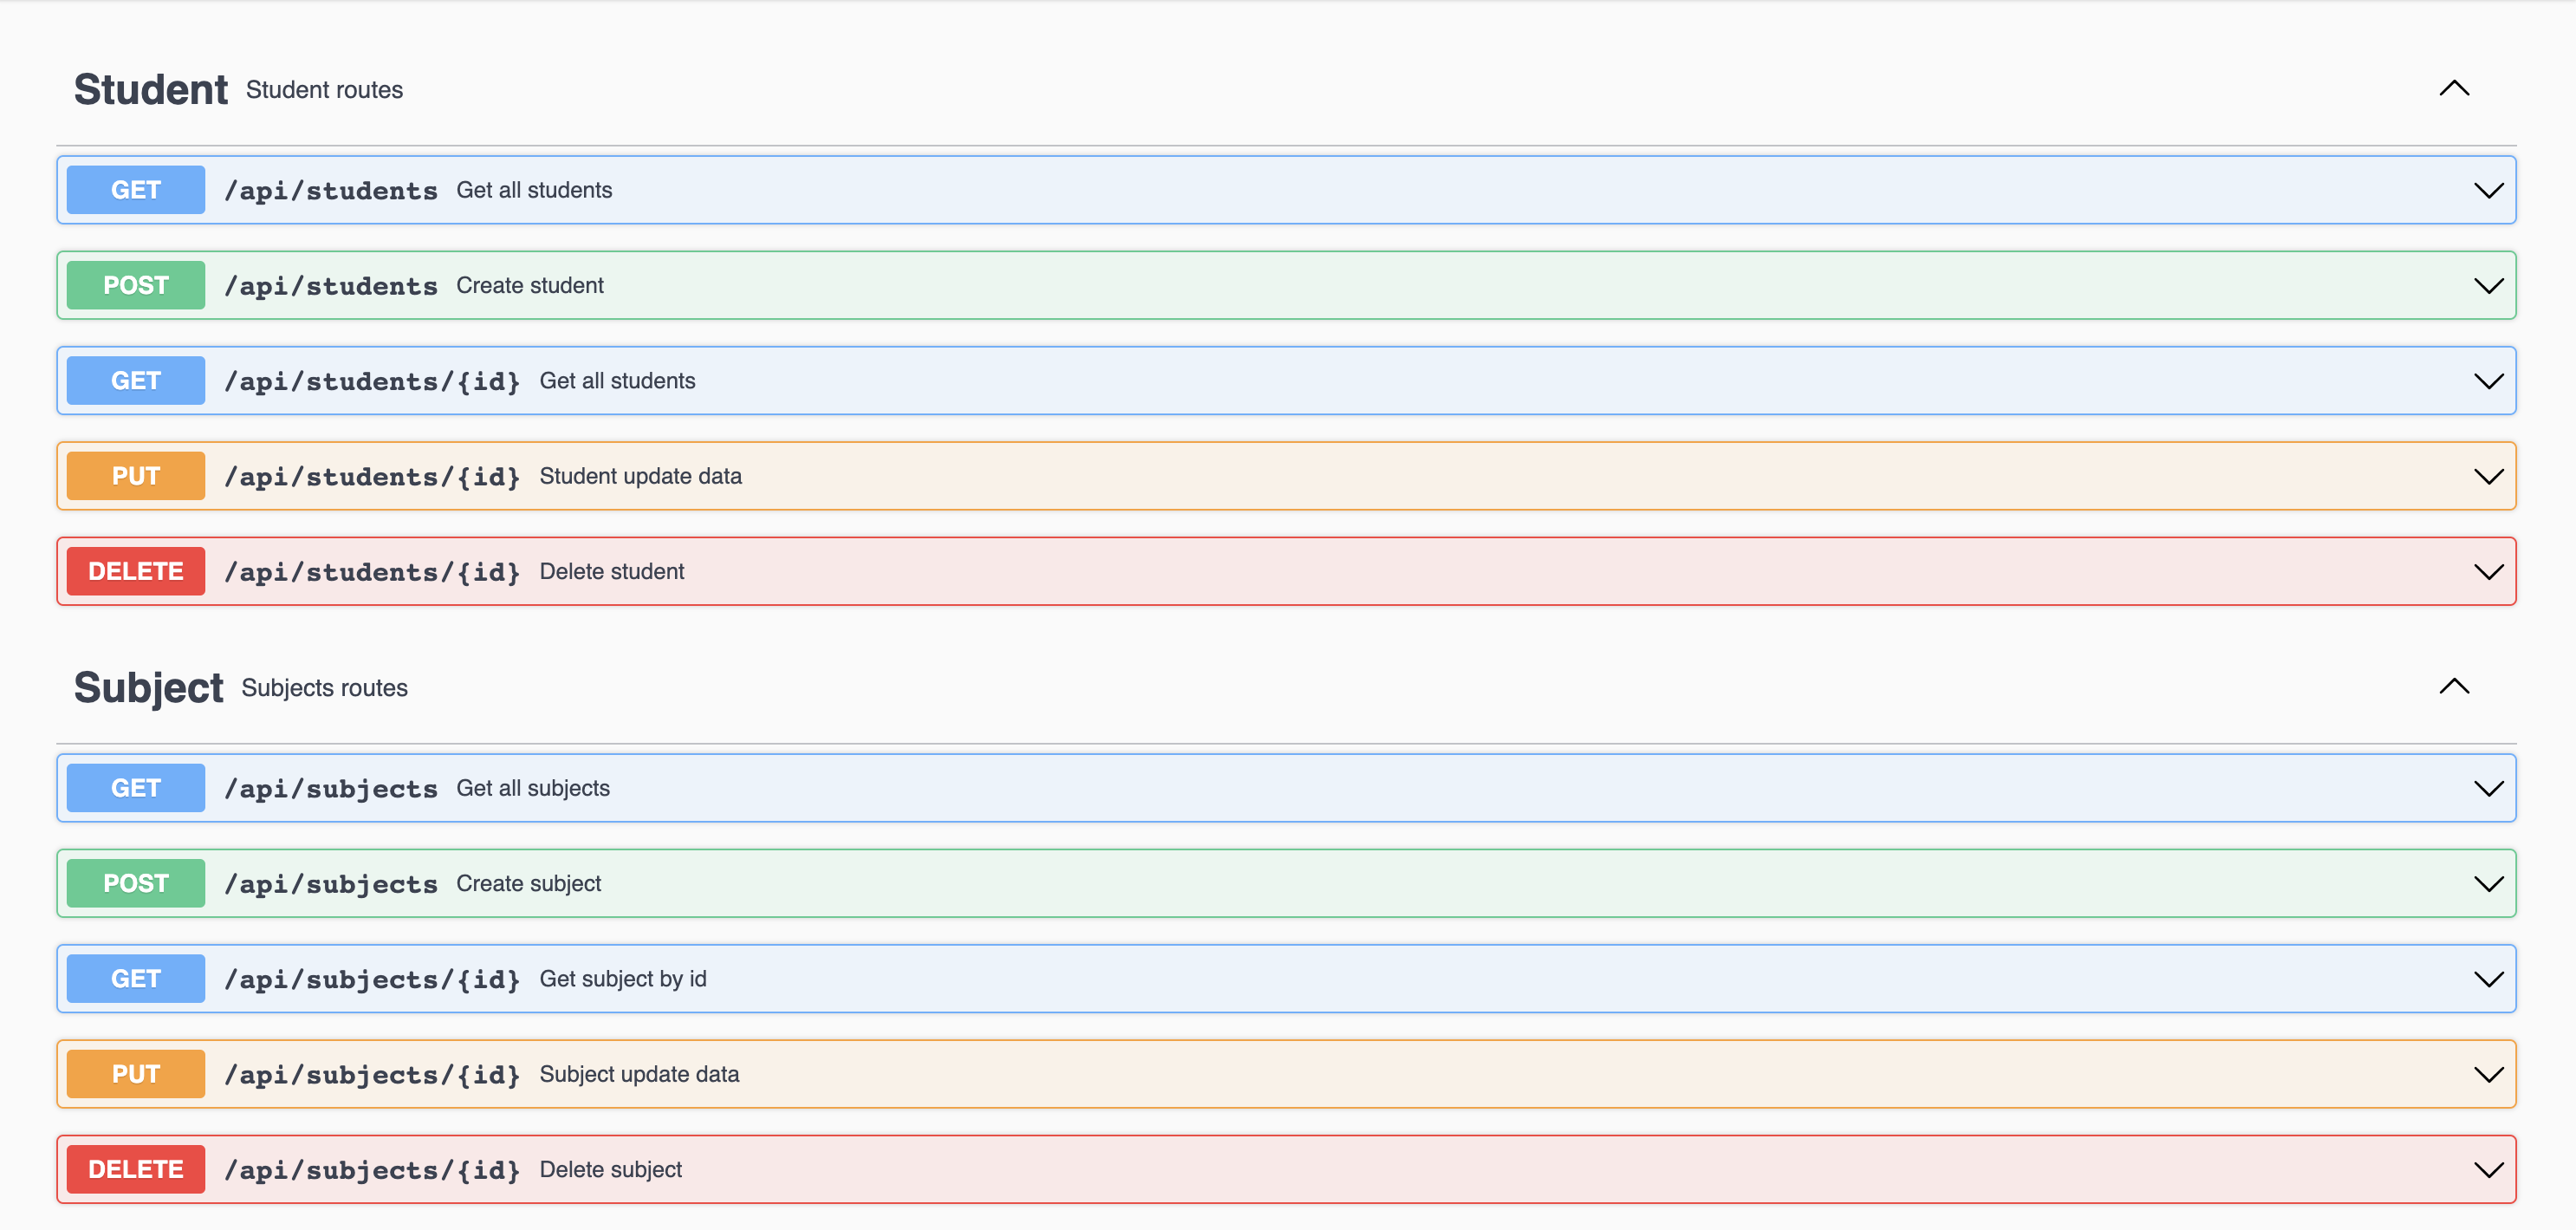 Student Student routes
GET /api/students Get all students
POST /api/students Create student
GET /api/students/{id} Get all students
PUT /api/students/{id} Student update data
DELETE /api/students/{id} Delete student
Subject Subjects routes
GET /api/subjects Get all subjects
POST /api/subjects Create subject
GET /api/subjects/{id} Get subject by id
PUT /api/subjects/{id} Subject update data
DELETE /api/subjects/{id} Delete subject